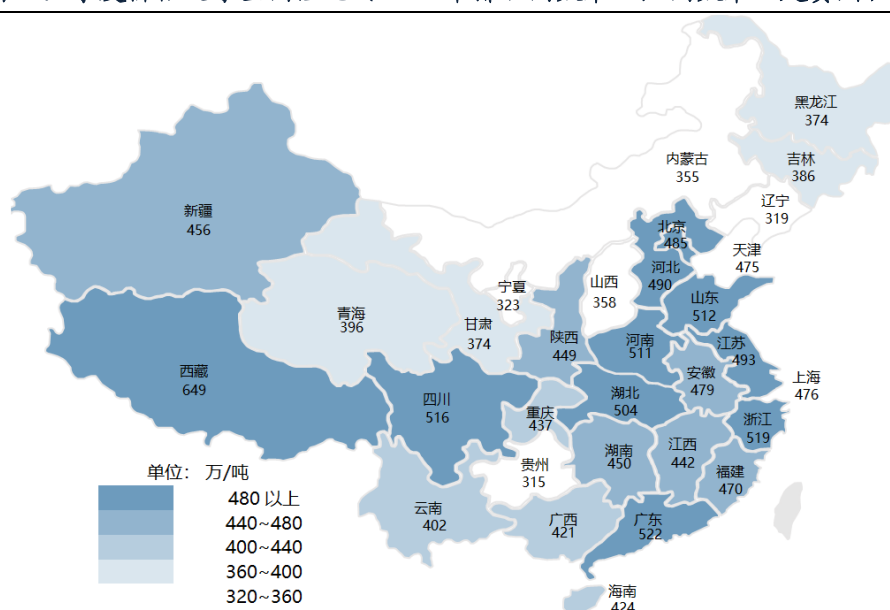 黑龙江
374
内蒙古
355
吉林
386
辽宁
319
新疆
456
北京
485
天津
475
河北
490
宁夏
323
山西
358
山东
512
青海
396
甘肃
374
陕西
449
河南
511
江苏
493
西藏
649
四川
516
安徽
479
上海
476
湖北
504
重庆
437
浙江
519
湖南
450
江西
442
贵州
315
福建
470
云南
402
广西
421
广东
522
海南
424
单位： 万/吨
480 以上
440~480
400~440
360~400
320~360